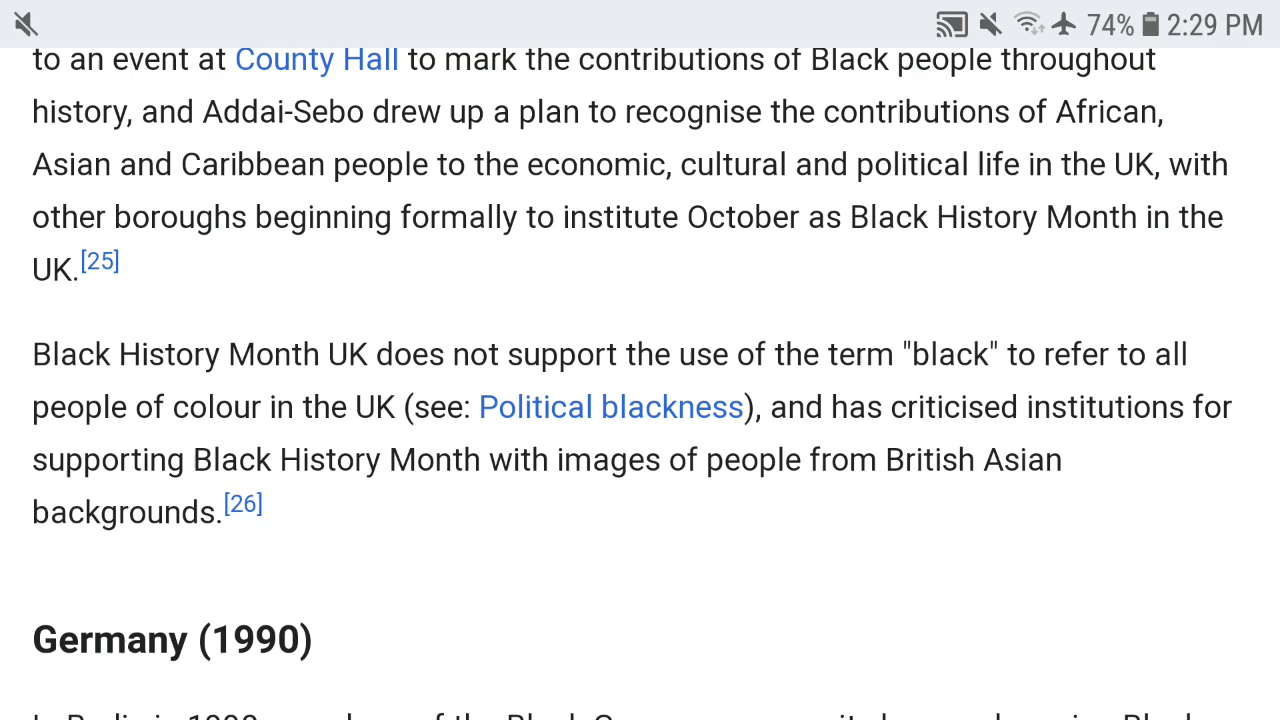 74% 2:29 PM
to an event at County Hall to mark the contributions of Black people throughout
history, and Addai-Sebo drew up a plan to recognise the contributions of African,
Asian and Caribbean people to the economic, cultural and political life in the UK, with
other boroughs beginning formally to institute October as Black History Month in the
UK.[25]
Black History Month UK does not support the use of the term "black" to refer to all
people of colour in the UK (see: Political blackness), and has criticised institutions for
supporting Black History Month with images of people from British Asian
backgrounds.[26]
Germany (1990)